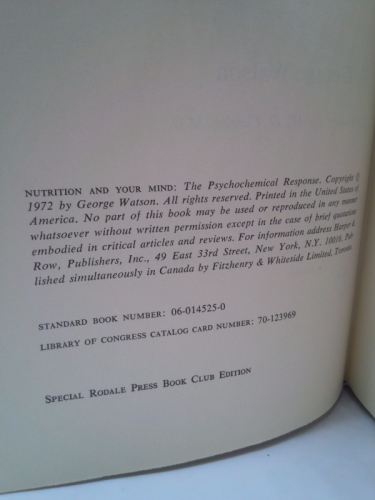 NUTRITION AND YOUR MIND: The Psychochemical Response. Copyright ©
1972 by George Watson. All rights reserved. Printed in the United States of
America. No part of this book may be used or reproduced in any manner
whatsoever without written permission except in the case of brief quotations
embodied in critical articles and reviews. For information address Harper &
Row, Publishers, Inc., 49 East 33rd Street, New York, N.Y. 10016. Pub-
lished simultaneously in Canada by Fitzhenry & Whiteside Limited, Toronto.
STANDARD BOOK NUMBER: 06-014525-0
LIBRARY OF CONGRESS CATALOG CARD NUMBER: 70-123969
SPECIAL RODALE PRESS BOOK CLUB EDITION